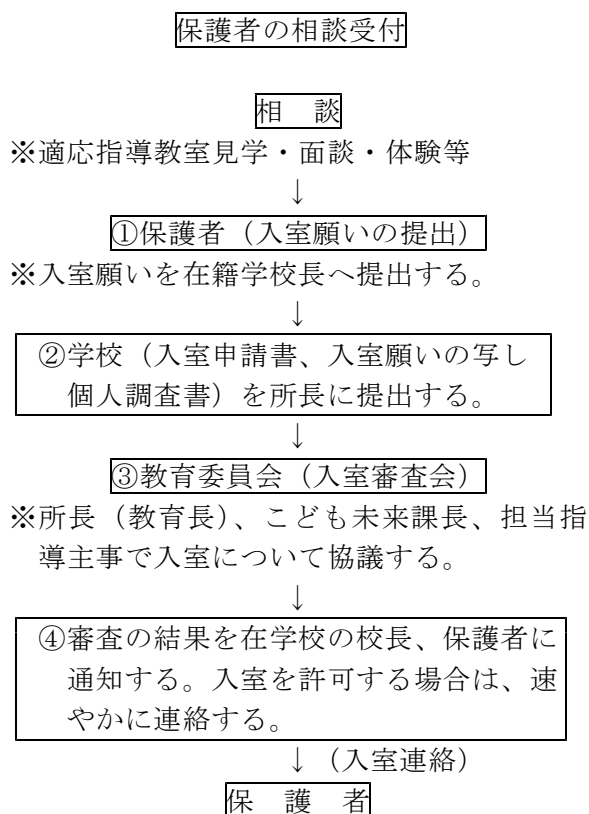 保護者の相談受付
相　談
※適応指導教室見学・面談・体験等
↓
①保護者（入室願いの提出）
※入室願いを在籍学校長へ提出する。
↓
②学校（入室申請書、入室願いの写し
個人調査書）を所長に提出する。
↓
③教育委員会（入室審査会）
※所長（教育長）、こども未来課長、担当指
導主事で入室について協議する。
↓
④審査の結果を在学校の校長、保護者に
通知する。入室を許可する場合は、速
やかに連絡する。
↓（入室連絡）
保　護　者